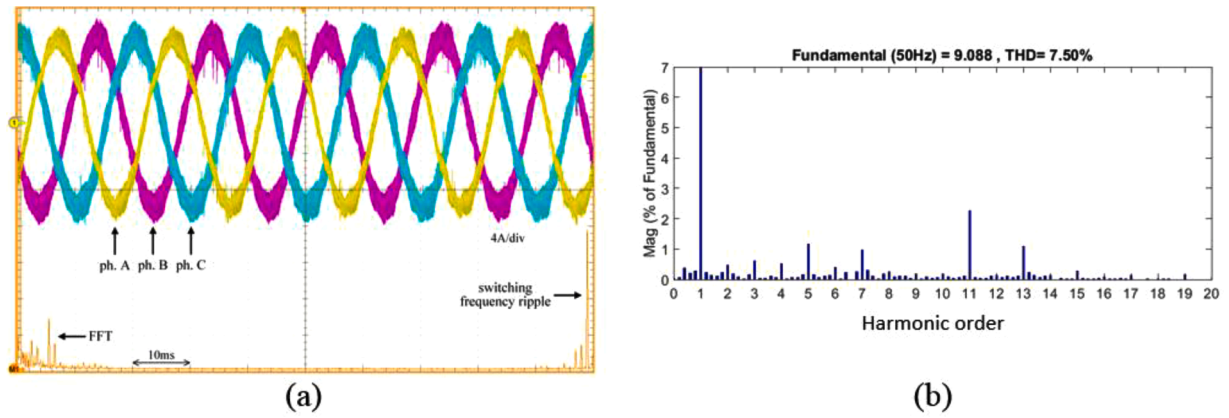 1
ph. A
ph. B
ph. C
4A/div
switching
frequency ripple
FFT
10ms
(a)
Fundamental (50Hz) = 9.088 , THD= 7.50%
Mag (% of Fundamental)
7
6
5
4
3
2
1
0
0 1 2 3 4 5 6 7 8 9 10 11 12 13 14 15 16 17 18 19 20
Harmonic order
(b)